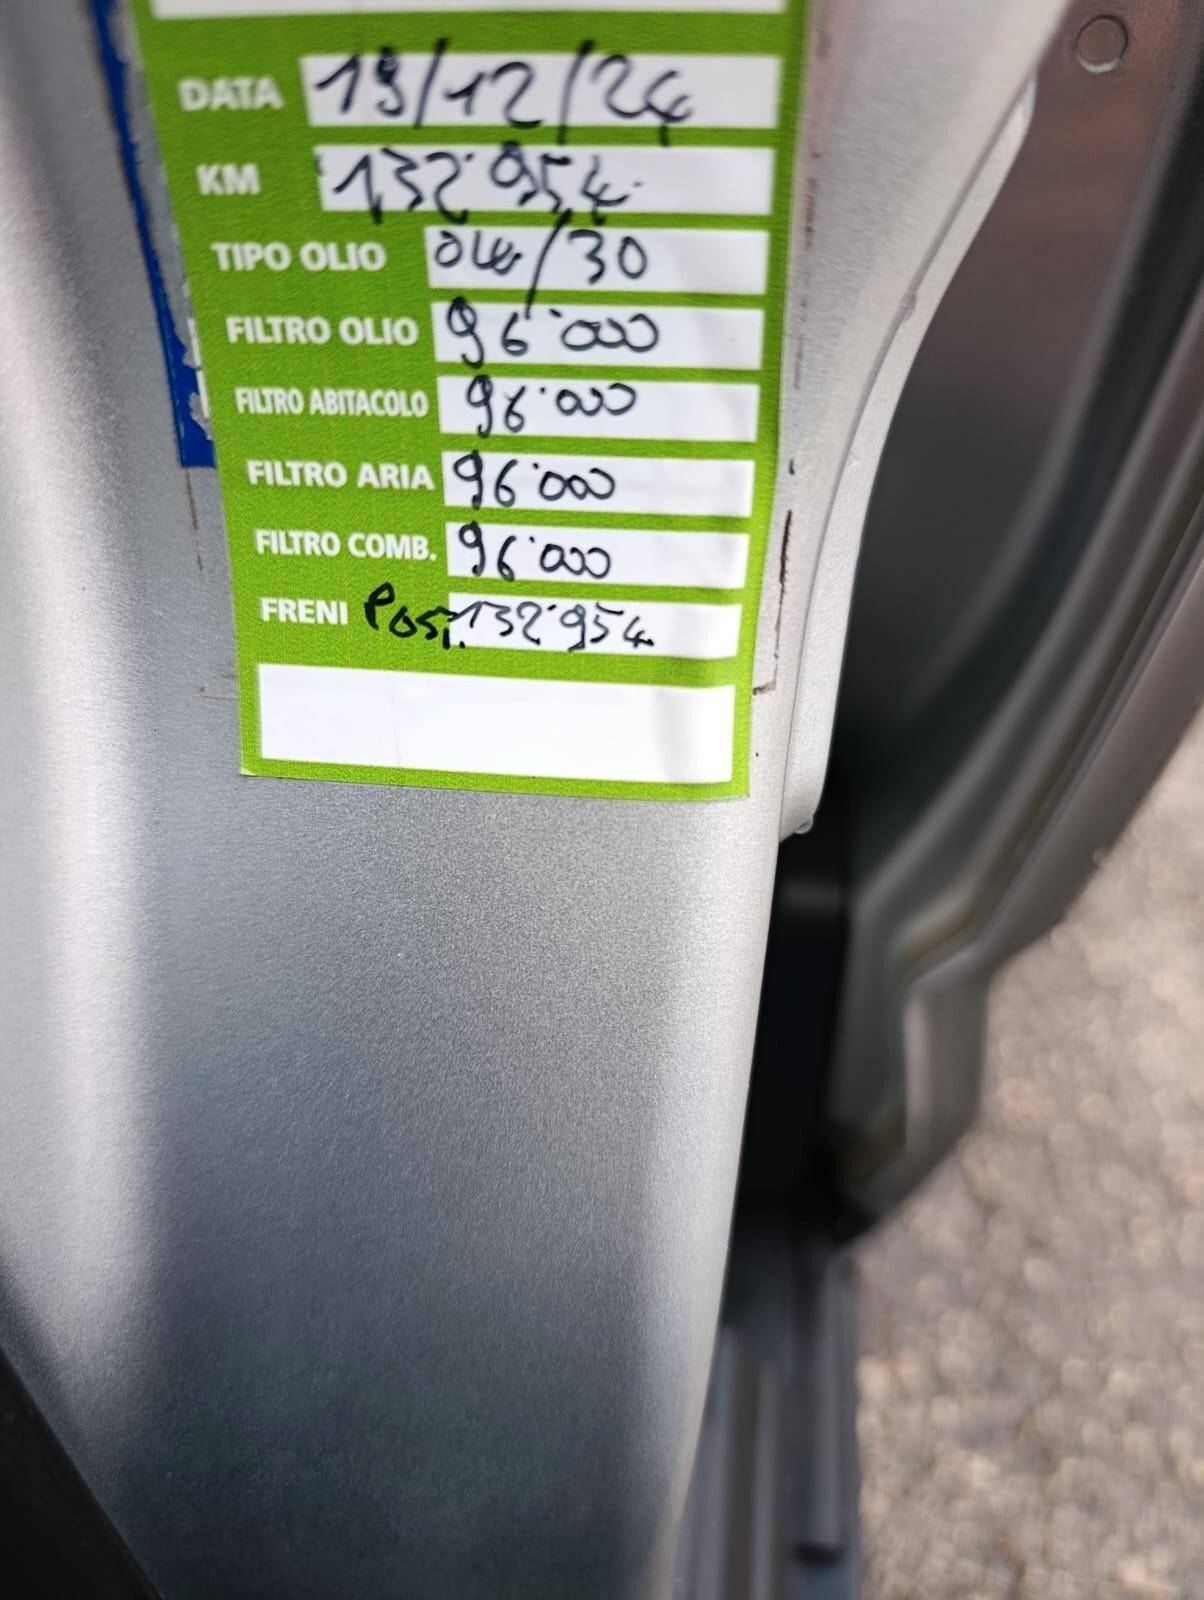 DATA 19/12/24
KM 132'954
TIPO OLIO 0W/30
FILTRO OLIO 96'000
FILTRO ABITACOLO 96'000
FILTRO ARIA 96'000
FILTRO COMB. 96'000
FRENI Post. 132'954